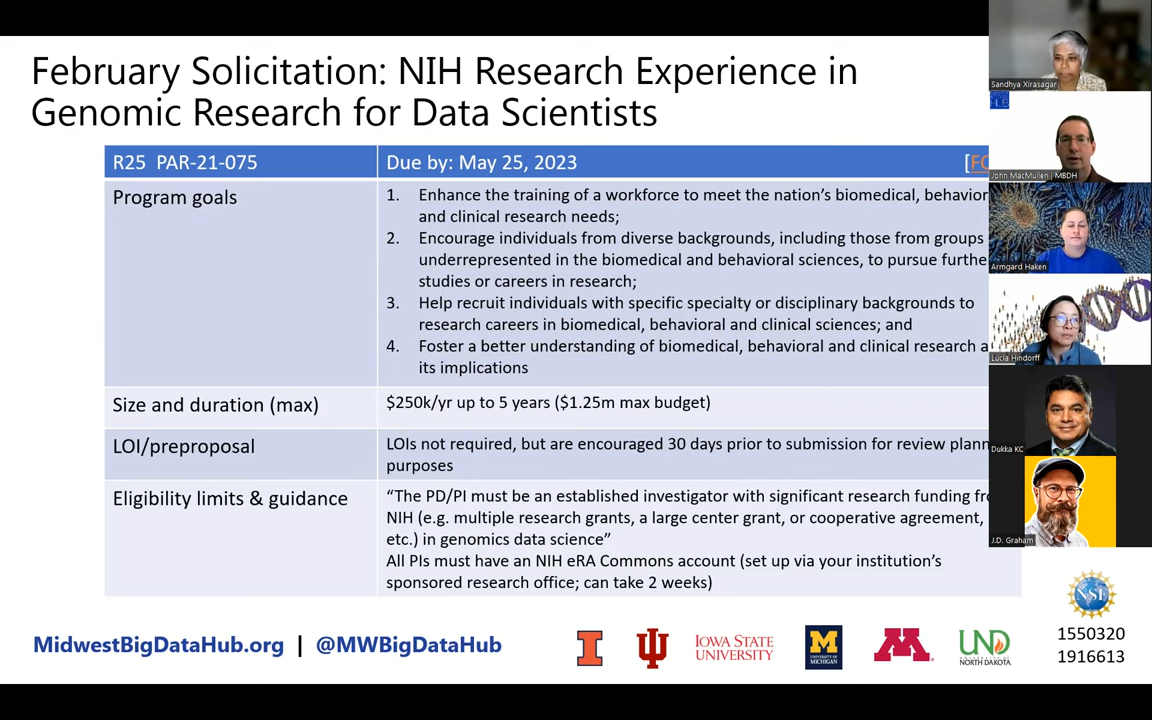 February Solicitation: NIH Research Experience in
Genomic Research for Data Scientists
R25 PAR-21-075
Due by: May 25, 2023
[FO
Program goals
1. Enhance the training of a workforce to meet the nation's biomedical, behavior
and clinical research needs;
2. Encourage individuals from diverse backgrounds, including those from groups
underrepresented in the biomedical and behavioral sciences, to pursue furthe
studies or careers in research;
3. Help recruit individuals with specific specialty or disciplinary backgrounds to
research careers in biomedical, behavioral and clinical sciences; and
4. Foster a better understanding of biomedical, behavioral and clinical research a
its implications
Size and duration (max)
$250k/yr up to 5 years ($1.25m max budget)
LOI/preproposal
LOIs not required, but are encouraged 30 days prior to submission for review plann
purposes
Eligibility limits & guidance
“The PD/PI must be an established investigator with significant research funding fro
NIH (e.g. multiple research grants, a large center grant, or cooperative agreement,
etc.) in genomics data science”
All PIs must have an NIH eRA Commons account (set up via your institution's
sponsored research office; can take 2 weeks)
Sandhya Xirasagar
HUB
John MacMullen | MBDH
Armgard Haken
Lucia Hindorff
Dukka KC
J.D. Graham
MidwestBigDataHub.org | @MWBigDataHub
IOWA STATE
UNIVERSITY
UNIVERSITY OF
MICHIGAN
UND
NORTH DAKOTA
NSF
1550320
1916613